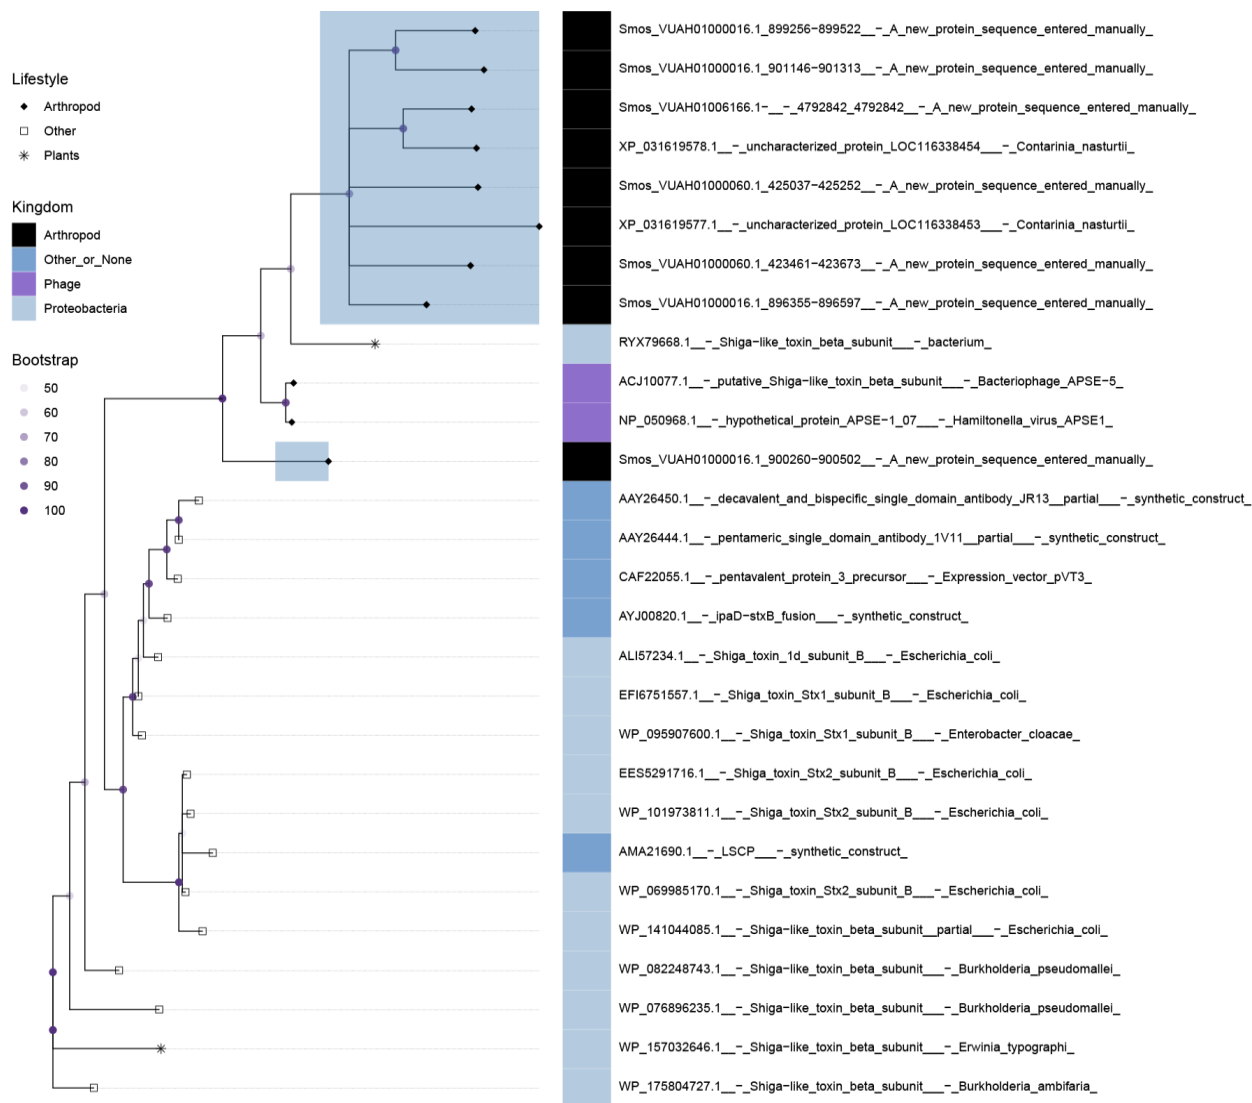 Lifestyle
Arthropod
Other
Plants
Kingdom
Arthropod
Other_or_None
Phage
Proteobacteria
Bootstrap
50
60
70
80
90
100
Smos_VUAH01000016.1_899256-899522__-_A_new_protein_sequence_entered_manually_
Smos_VUAH01000016.1_901146-901313__-_A_new_protein_sequence_entered_manually_
Smos_VUAH01006166.1-__-_4792842_4792842__-_A_new_protein_sequence_entered_manually_
XP_031619578.1__-_uncharacterized_protein_LOC116338454___-_Contarinia_nasturtii_
Smos_VUAH01000060.1_425037-425252__-_A_new_protein_sequence_entered_manually_
XP_031619577.1__-_uncharacterized_protein_LOC116338453___-_Contarinia_nasturtii_
Smos_VUAH01000060.1_423461-423673__-_A_new_protein_sequence_entered_manually_
Smos_VUAH01000016.1_896355-896597__-_A_new_protein_sequence_entered_manually_
RYX79668.1__-_Shiga-like_toxin_beta_subunit___-_bacterium_
ACJ10077.1__-_putative_Shiga-like_toxin_beta_subunit___-_Bacteriophage_APSE-5_
NP_050968.1__-_hypothetical_protein_APSE-1_07___-_Hamiltonella_virus_APSE1_
Smos_VUAH01000016.1_900260-900502__-_A_new_protein_sequence_entered_manually_
AAY26450.1__-_decavalent_and_bispecific_single_domain_antibody_JR13__partial___-_synthetic_construct_
AAY26444.1__-_pentameric_single_domain_antibody_1V11__partial___-_synthetic_construct_
CAF22055.1__-_pentavalent_protein_3_precursor___-_Expression_vector_pVT3_
AYJ00820.1__-_ipaD-stxB_fusion___-_synthetic_construct_
ALI57234.1__-_Shiga_toxin_1d_subunit_B___-_Escherichia_coli_
EFI6751557.1__-_Shiga_toxin_Stx1_subunit_B___-_Escherichia_coli_
WP_095907600.1__-_Shiga_toxin_Stx1_subunit_B___-_Enterobacter_cloacae_
EES5291716.1__-_Shiga_toxin_Stx2_subunit_B___-_Escherichia_coli_
WP_101973811.1__-_Shiga_toxin_Stx2_subunit_B___-_Escherichia_coli_
AMA21690.1__-_LSCP___-_synthetic_construct_
WP_069985170.1__-_Shiga_toxin_Stx2_subunit_B___-_Escherichia_coli_
WP_141044085.1__-_Shiga-like_toxin_beta_subunit__partial___-_Escherichia_coli_
WP_082248743.1__-_Shiga-like_toxin_beta_subunit___-_Burkholderia_pseudomallei_
WP_076896235.1__-_Shiga-like_toxin_beta_subunit___-_Burkholderia_pseudomallei_
WP_157032646.1__-_Shiga-like_toxin_beta_subunit___-_Erwinia_typographi_
WP_175804727.1__-_Shiga-like_toxin_beta_subunit___-_Burkholderia_ambifaria_